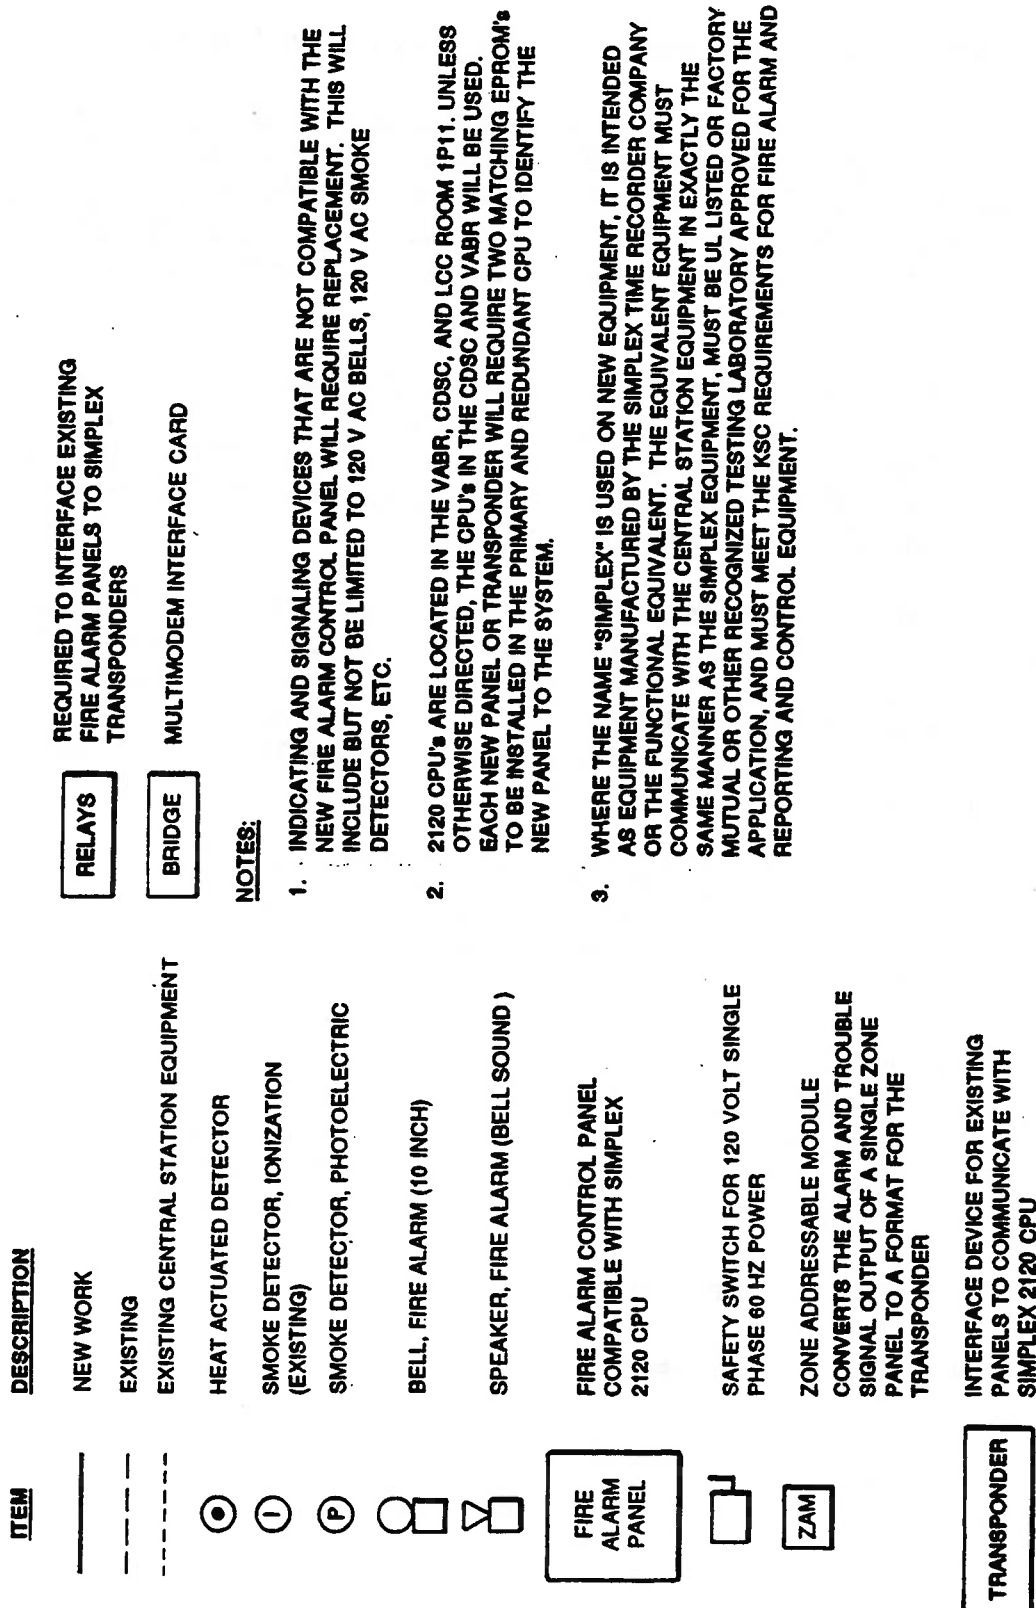 ITEM
DESCRIPTION
NEW WORK
EXISTING
EXISTING CENTRAL STATION EQUIPMENT
HEAT ACTUATED DETECTOR
I
SMOKE DETECTOR, IONIZATION
(EXISTING)
P
SMOKE DETECTOR, PHOTOELECTRIC
BELL, FIRE ALARM (10 INCH)
SPEAKER, FIRE ALARM (BELL SOUND )
FIRE
ALARM
PANEL
FIRE ALARM CONTROL PANEL
COMPATIBLE WITH SIMPLEX
2120 CPU
SAFETY SWITCH FOR 120 VOLT SINGLE
PHASE 60 HZ POWER
ZAM
ZONE ADDRESSABLE MODULE
CONVERTS THE ALARM AND TROUBLE
SIGNAL OUTPUT OF A SINGLE ZONE
PANEL TO A FORMAT FOR THE
TRANSPONDER
TRANSPONDER
INTERFACE DEVICE FOR EXISTING
PANELS TO COMMUNICATE WITH
SIMPLEX 2120 CPU
RELAYS
REQUIRED TO INTERFACE EXISTING
FIRE ALARM PANELS TO SIMPLEX
TRANSPONDERS
BRIDGE
MULTIMODEM INTERFACE CARD
NOTES:
1. INDICATING AND SIGNALING DEVICES THAT ARE NOT COMPATIBLE WITH THE
NEW FIRE ALARM CONTROL PANEL WILL REQUIRE REPLACEMENT. THIS WILL
INCLUDE BUT NOT BE LIMITED TO 120 V AC BELLS, 120 V AC SMOKE
DETECTORS, ETC.
2. 2120 CPU's ARE LOCATED IN THE VABR, CDSC, AND LCC ROOM 1P11. UNLESS
OTHERWISE DIRECTED, THE CPU's IN THE CDSC AND VABR WILL BE USED.
EACH NEW PANEL OR TRANSPONDER WILL REQUIRE TWO MATCHING EPROM's
TO BE INSTALLED IN THE PRIMARY AND REDUNDANT CPU TO IDENTIFY THE
NEW PANEL TO THE SYSTEM.
3. WHERE THE NAME "SIMPLEX" IS USED ON NEW EQUIPMENT, IT IS INTENDED
AS EQUIPMENT MANUFACTURED BY THE SIMPLEX TIME RECORDER COMPANY
OR THE FUNCTIONAL EQUIVALENT. THE EQUIVALENT EQUIPMENT MUST
COMMUNICATE WITH THE CENTRAL STATION EQUIPMENT IN EXACTLY THE
SAME MANNER AS THE SIMPLEX EQUIPMENT, MUST BE UL LISTED OR FACTORY
MUTUAL OR OTHER RECOGNIZED TESTING LABORATORY APPROVED FOR THE
APPLICATION, AND MUST MEET THE KSC REQUIREMENTS FOR FIRE ALARM AND
REPORTING AND CONTROL EQUIPMENT.